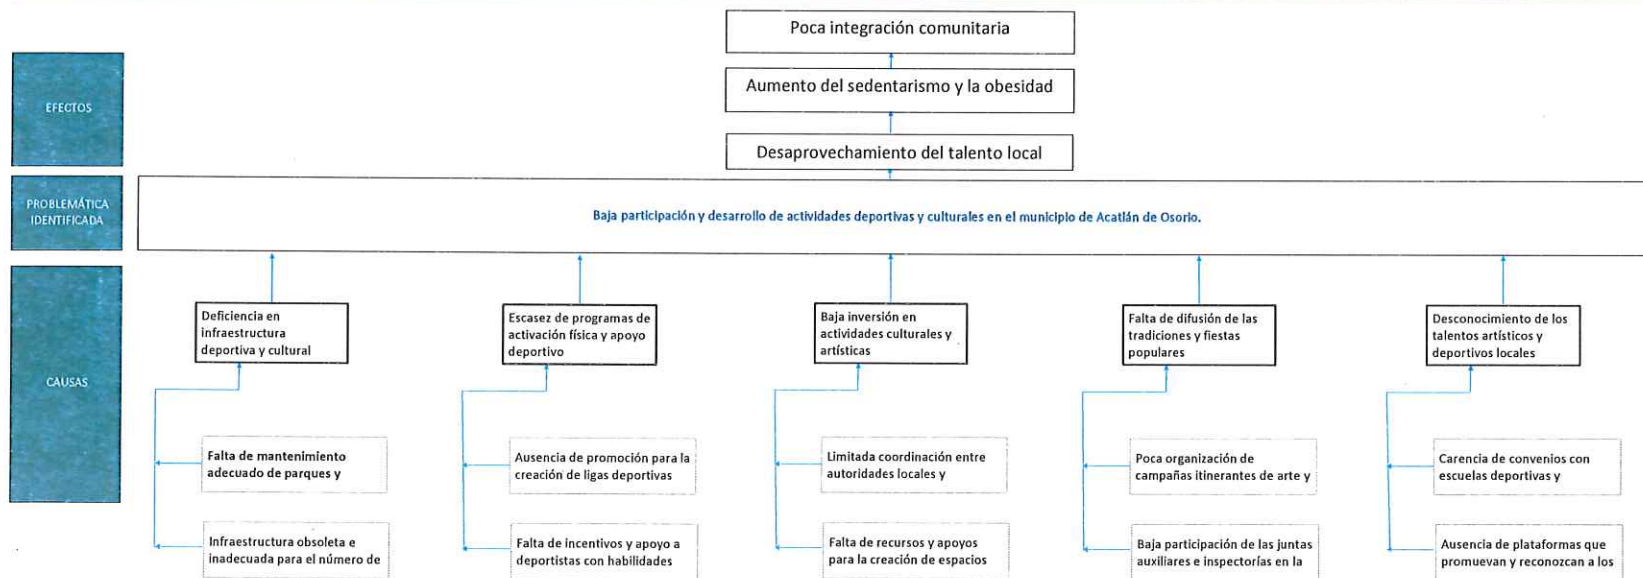 Poca integración comunitaria
EFECTOS
Aumento del sedentarismo y la obesidad
Desaprovechamiento del talento local
PROBLEMÁTICA
IDENTIFICADA
Baja participación y desarrollo de actividades deportivas y culturales en el municipio de Acatlán de Osorio.
CAUSAS
Deficiencia en
infraestructura
deportiva y cultural
Escasez de programas de
activación física y apoyo
deportivo
Baja inversión en
actividades culturales y
artísticas
Falta de difusión de las
tradiciones y fiestas
populares
Desconocimiento de los
talentos artísticos y
deportivos locales
Falta de mantenimiento
adecuado de parques y
Ausencia de promoción para la
creación de ligas deportivas
Limitada coordinación entre
autoridades locales y
Poca organización de
campañas itinerantes de arte y
Carencia de convenios con
escuelas deportivas y
Infraestructura obsoleta e
inadecuada para el número de
Falta de incentivos y apoyo a
deportistas con habilidades
Falta de recursos y apoyos
para la creación de espacios
Baja participación de las juntas
auxiliares e inspectorías en la
Ausencia de plataformas que
promuevan y reconozcan a los